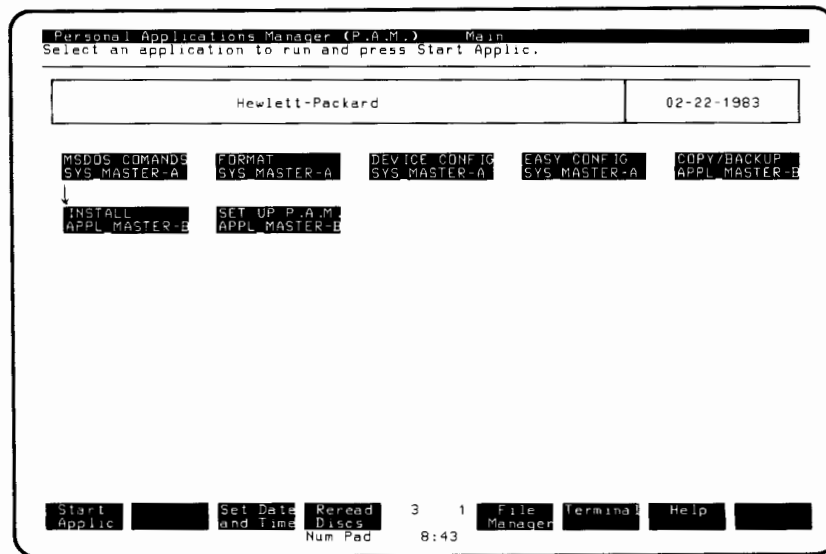 Personal Applications Manager (P.A.M.) Main
Select an application to run and press Start Applic.
Hewlett-Packard 02-22-1983
MSDOS COMANDS FORMAT DEVICE CONFIG EASY CONFIG COPY/BACKUP
SYS_MASTER-A SYS_MASTER-A SYS_MASTER-A SYS_MASTER-A APPL_MASTER-B
INSTALL SET UP P.A.M.
APPL_MASTER-B APPL_MASTER-B
Start Set Date Reread 3 1 File Terminal Help
Applic and Time Discs Manager
Num Pad 8:43